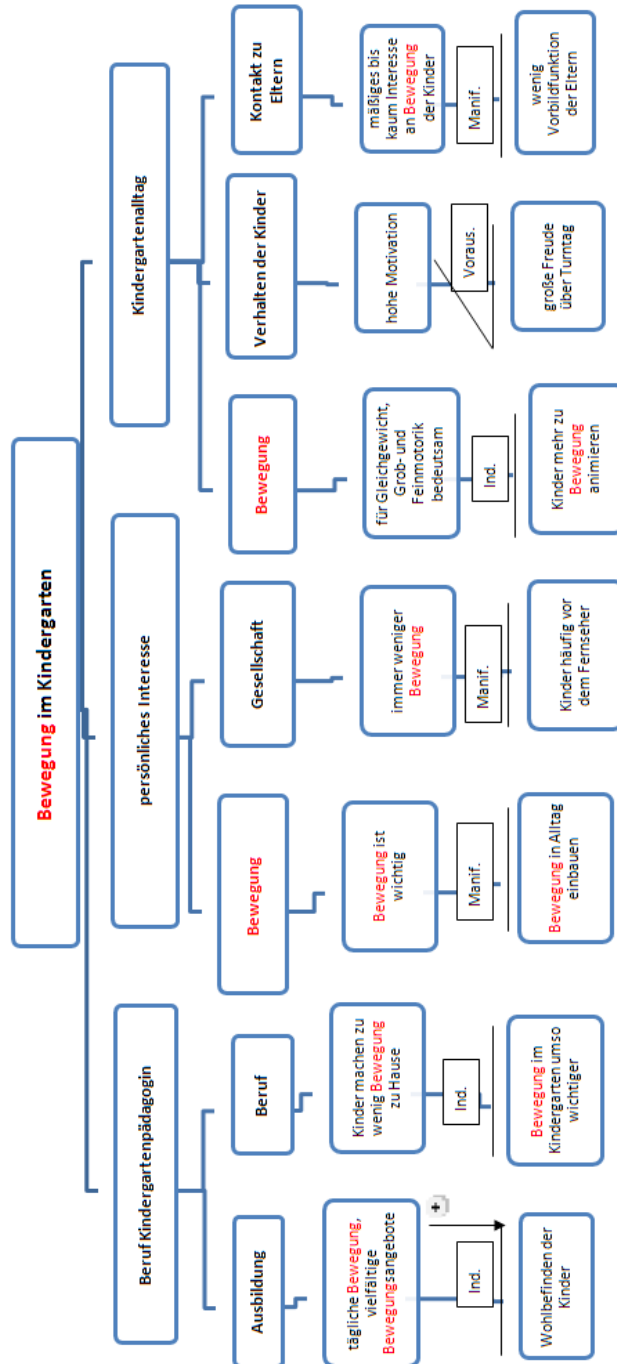 Bewegung im Kindergarten
Beruf Kindergartenpädagogin
persönliches Interesse
Kindergartenalltag
Ausbildung
Beruf
Bewegung
Gesellschaft
Bewegung
Verhalten der Kinder
Kontakt zu
Eltern
tägliche Bewegung,
vielfältige
Bewegungsangebote
Kinder machen zu
wenig Bewegung
zu Hause
Bewegung ist
wichtig
immer weniger
Bewegung
für Gleichgewicht,
Grob- und
Feinmotorik
bedeutsam
hohe Motivation
mäßiges bis
kaum Interesse
an Bewegung
der Kinder
+
Ind.
Ind.
Manif.
Manif.
Ind.
Voraus.
Manif.
Wohlbefinden der
Kinder
Bewegung im
Kindergarten umso
wichtiger
Bewegung in Alltag
einbauen
Kinder häufig vor
dem Fernseher
Kinder mehr zu
Bewegung
animieren
große Freude
über Turntag
wenig
Vorbildfunktion
der Eltern